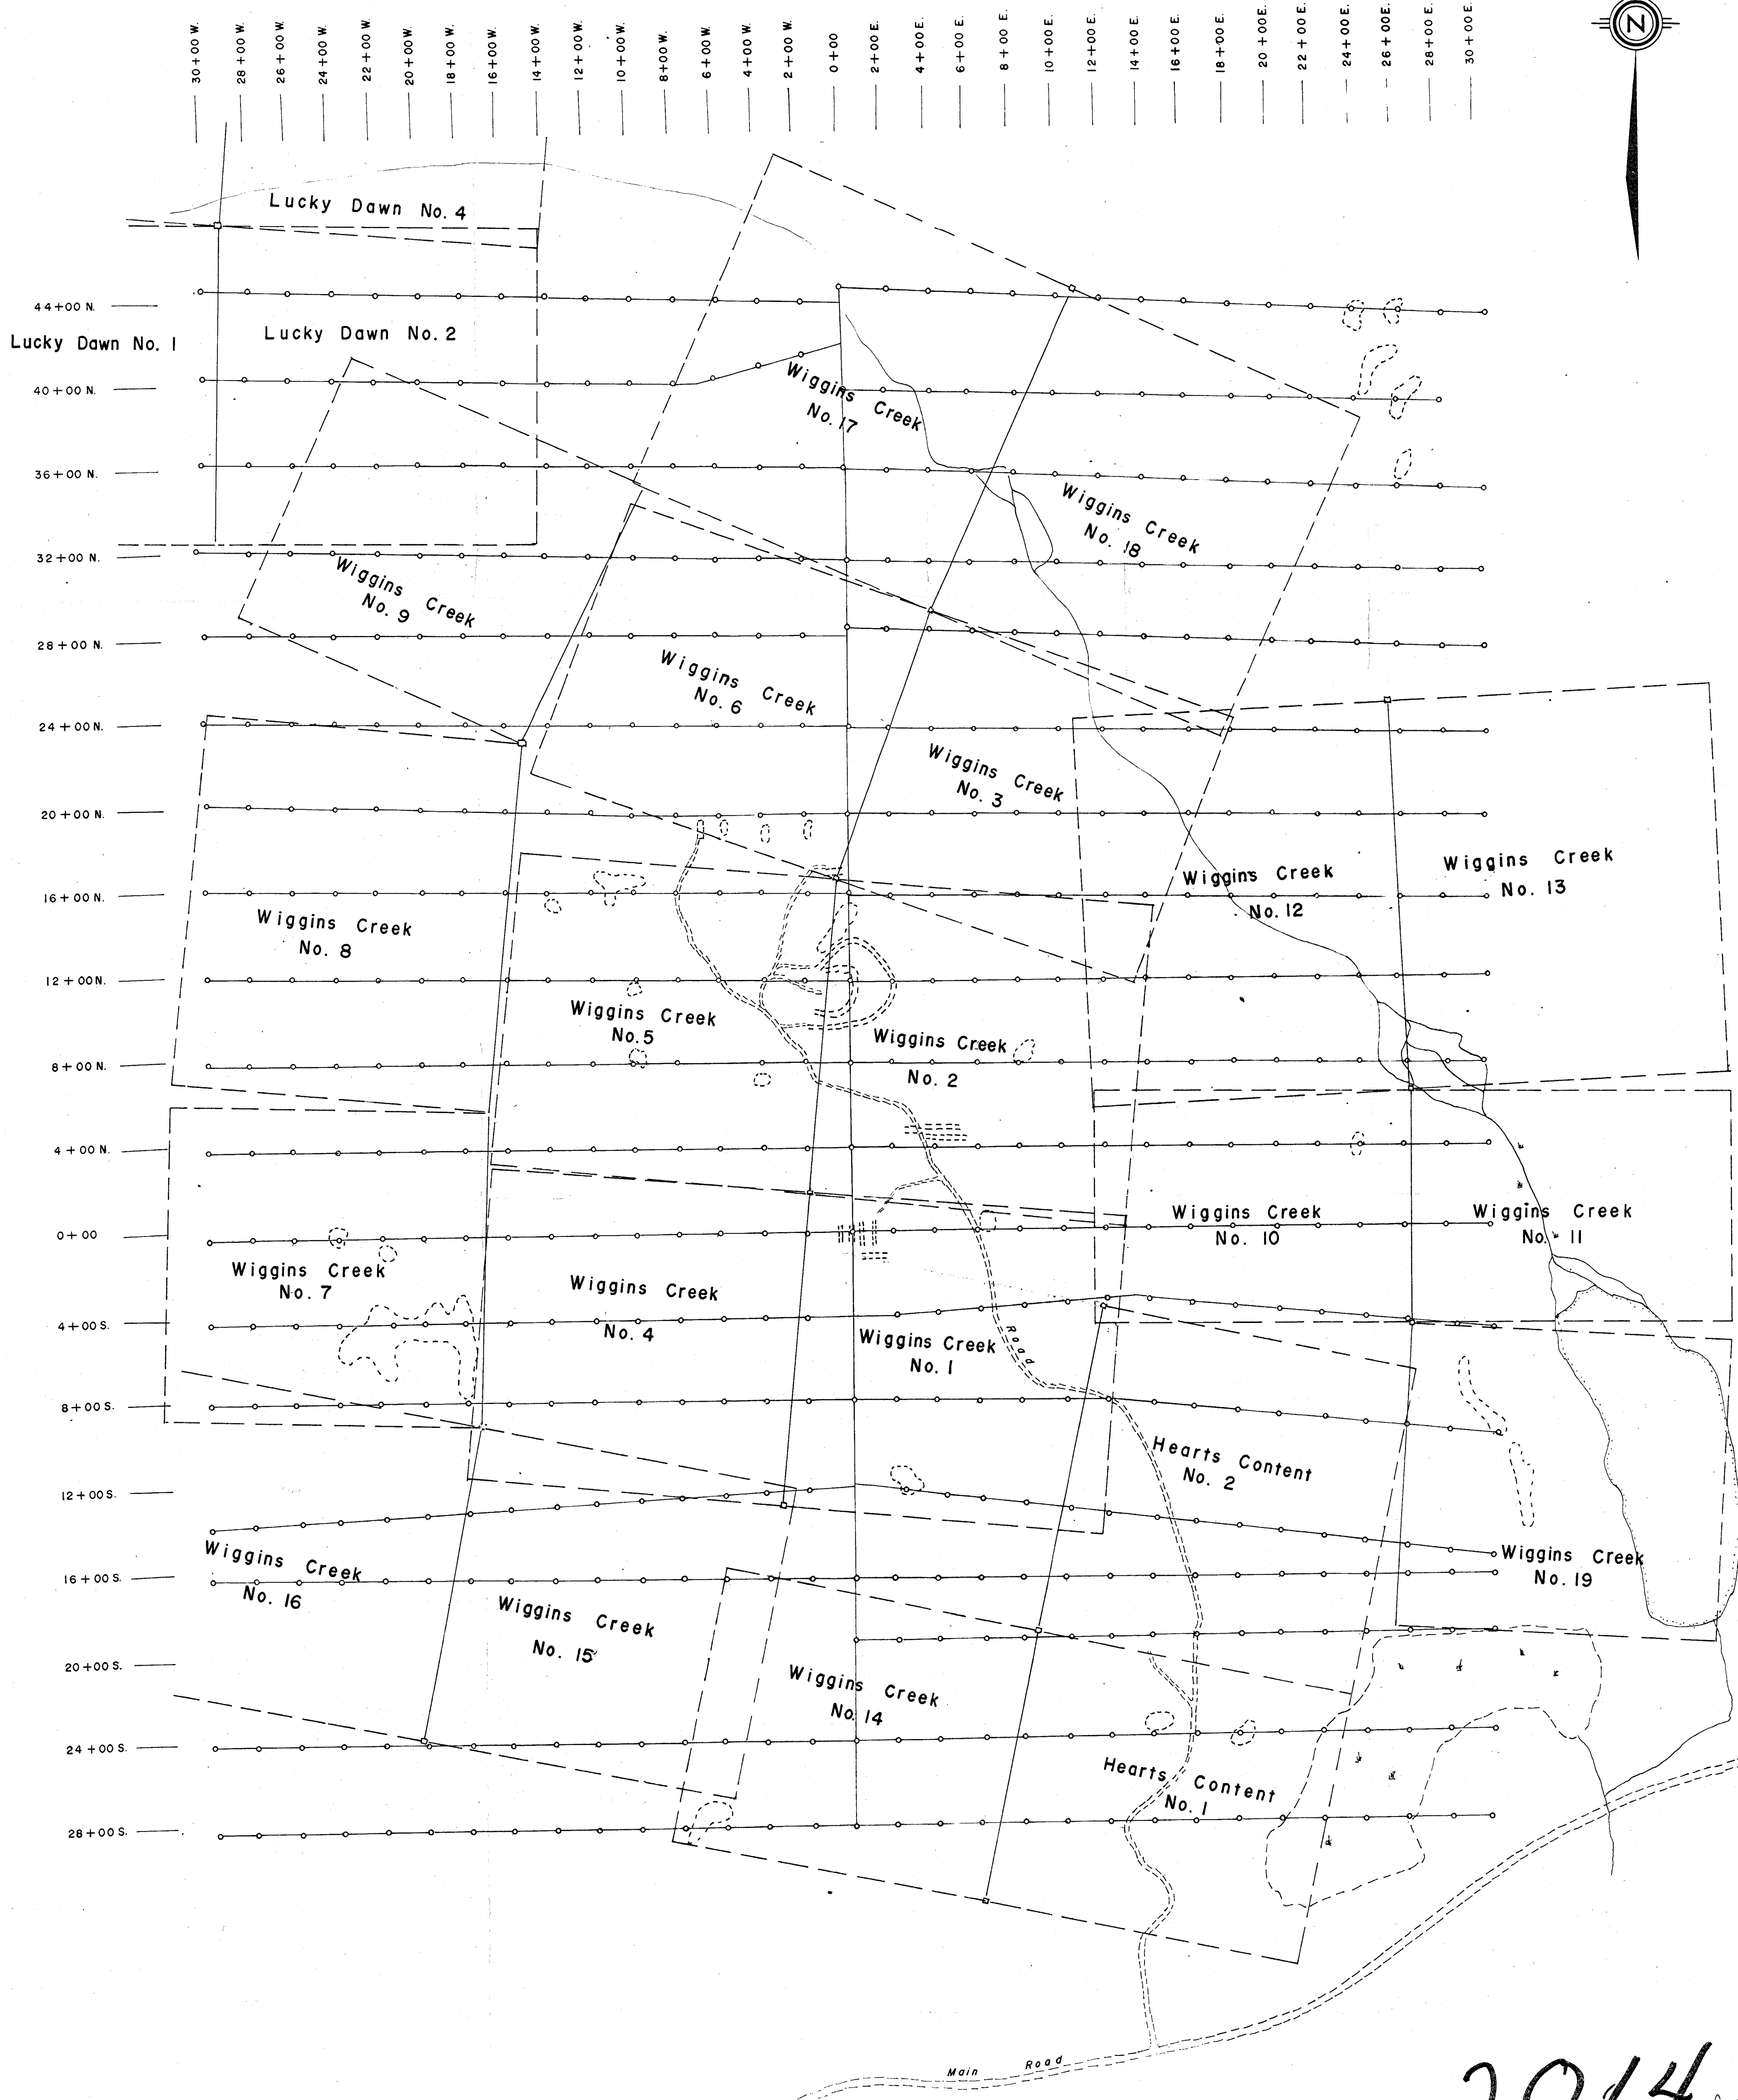 30+00 W.
28+00 W.
26+00 W.
24+00 W.
22+00 W.
20+00W.
18+00 W.
16+00 W.
14+00 W.
12+00 W.
10+00 W.
8+00 W.
6+00 W.
4+00 W.
2+00 W.
0+00
2+00 E.
4+00 E.
6+00 E.
8+00 E.
10+00 E.
12+00 E.
14+00 E.
16+00 E.
18+00 E.
20+00E.
22+00 E.
24+00 E.
26+00E.
28+00 E.
30+00 E.
N
Lucky Dawn No. 4
44+00 N.
Lucky Dawn No. 1
Lucky Dawn No. 2
40+00 N.
Wiggins Creek
No. 17
36+00 N.
Wiggins Creek
No. 18
32+00 N.
Wiggins Creek
No. 9
28+00 N.
Wiggins Creek
No. 6
24+00 N.
Wiggins Creek
No. 3
20+00 N.
Wiggins Creek
No. 13
Wiggins Creek
No. 12
16+00 N.
Wiggins Creek
No. 8
12+00N.
Wiggins Creek
No. 5
Wiggins Creek
No. 2
8+00 N.
4+00 N.
Wiggins Creek
No. 10
Wiggins Creek
No. 11
0+00
Wiggins Creek
No. 7
Wiggins Creek
No. 4
4+00 S.
Road
Wiggins Creek
No. 1
8+00 S.
Hearts Content
No. 2
12+00 S.
Wiggins Creek
No. 16
Wiggins Creek
No. 19
16+00 S.
Wiggins Creek
No. 15
20+00 S.
Wiggins Creek
No. 14
24+00 S.
Hearts Content
No. 1
28+00 S.
Main Road
2014